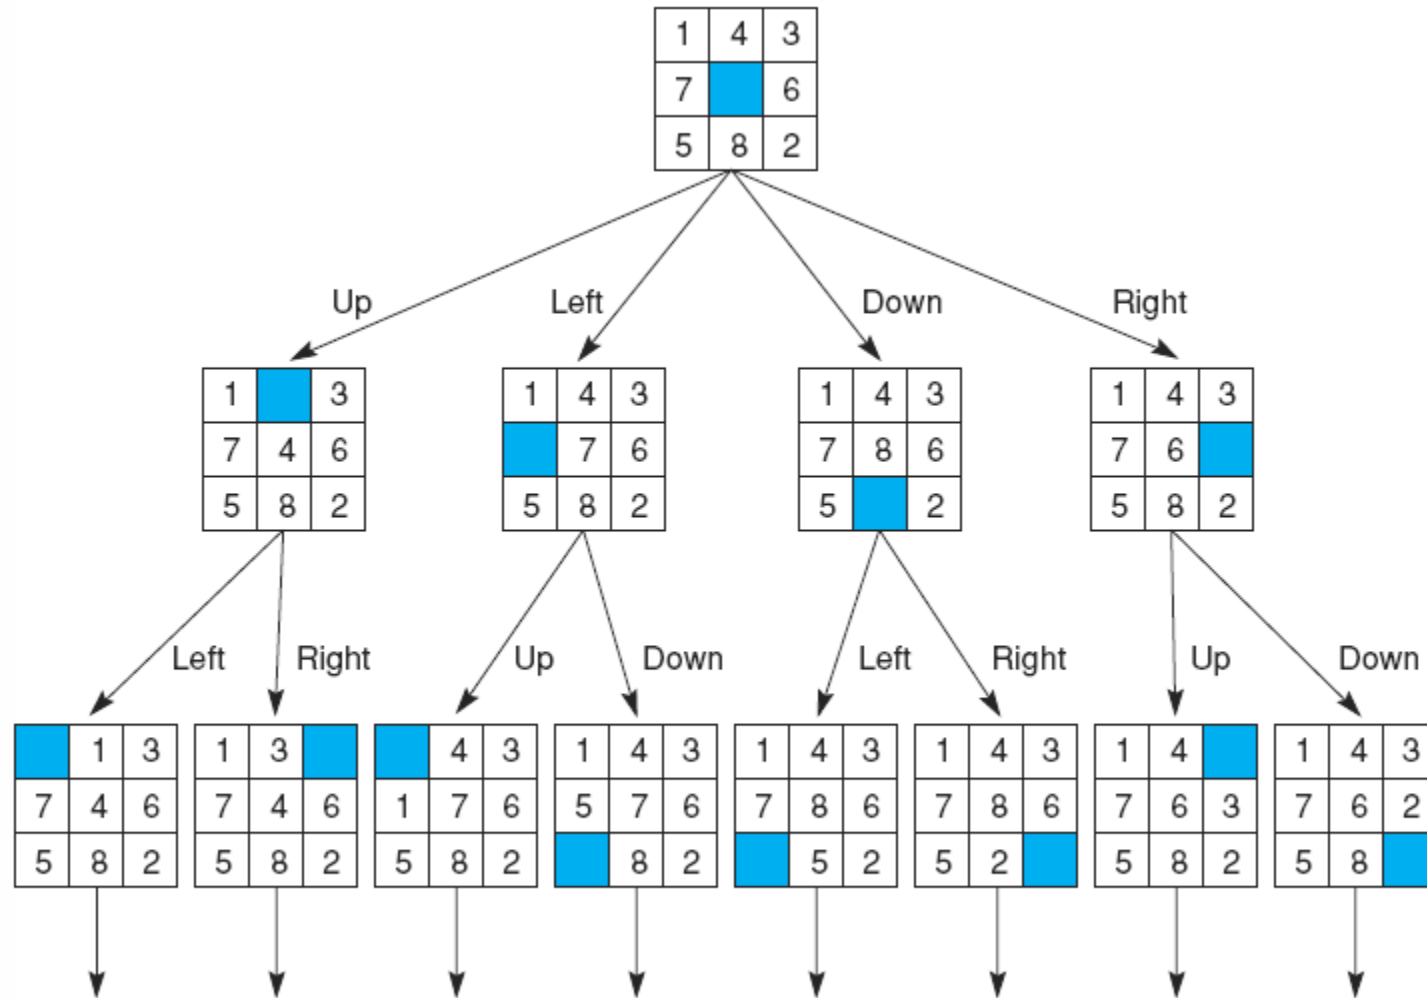 1 4 3
7 6
5 8 2
Up Left Down Right
1 3 1 4 3 1 4 3 1 4 3
7 4 6 7 6 7 8 6 7 6
5 8 2 5 8 2 5 2 5 8 2
Left Right Up Down Left Right Up Down
1 3 1 3 4 3 1 4 3 1 4 3 1 4 3 1 4 1 4 3
7 4 6 7 4 6 1 7 6 5 7 6 7 8 6 7 8 6 7 6 3 7 6 2
5 8 2 5 8 2 5 8 2 8 2 5 2 5 2 5 8 2 5 8